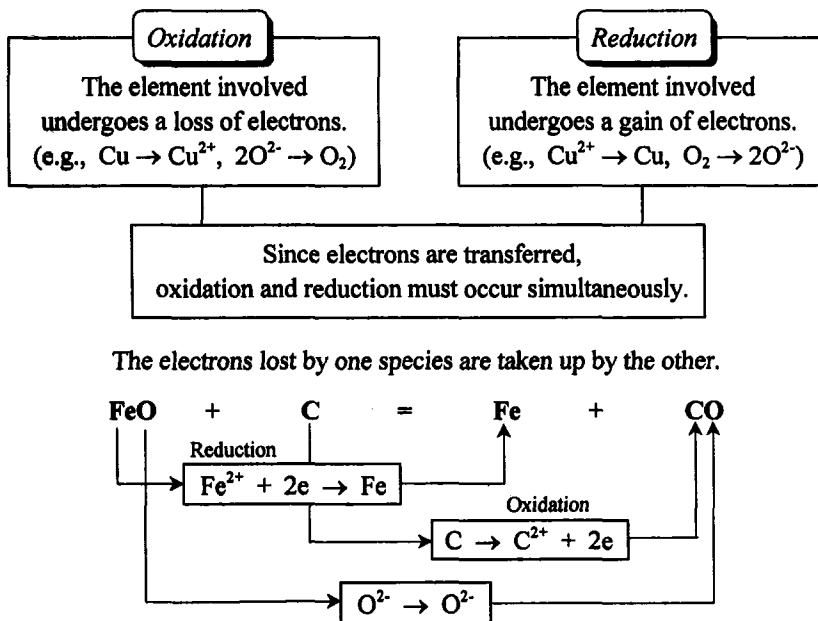 Oxidation
The element involved
undergoes a loss of electrons.
(e.g., Cu → Cu²⁺, 2O²⁻ → O₂)
Reduction
The element involved
undergoes a gain of electrons.
(e.g., Cu²⁺ → Cu, O₂ → 2O²⁻)
Since electrons are transferred,
oxidation and reduction must occur simultaneously.
The electrons lost by one species are taken up by the other.
FeO + C = Fe + CO
Reduction
Fe²⁺ + 2e → Fe
Oxidation
C → C²⁺ + 2e
O²⁻ → O²⁻